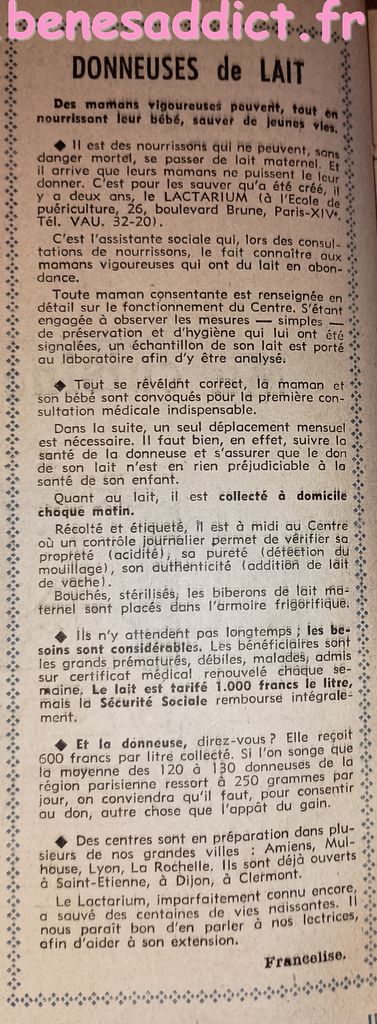 benesaddict.fr
DONNEUSES de LAIT
Des mamans vigoureuses peuvent, tout en
nourrissant leur bébé, sauver de jeunes vies.
◆ Il est des nourrissons qui ne peuvent, sans
danger mortel, se passer de lait maternel. Et
il arrive que leurs mamans ne puissent le leur
donner. C'est pour les sauver qu'a été créé, il
y a deux ans, le LACTARIUM (à l'Ecole de
puériculture, 26, boulevard Brune, Paris-XIVe.
Tél. VAU. 32-20).
C'est l'assistante sociale qui, lors des consul-
tations de nourrissons, le fait connaître aux
mamans vigoureuses qui ont du lait en abon-
dance.
Toute maman consentante est renseignée en
détail sur le fonctionnement du Centre. S'étant
engagée à observer les mesures — simples —
de préservation et d'hygiène qui lui ont été
signalées, un échantillon de son lait est porté
au laboratoire afin d'y être analysé.
◆ Tout se révélant correct, la maman et
son bébé sont convoqués pour la première con-
sultation médicale indispensable.
Dans la suite, un seul déplacement mensuel
est nécessaire. Il faut bien, en effet, suivre la
santé de la donneuse et s'assurer que le don
de son lait n'est en rien préjudiciable à la
santé de son enfant.
Quant au lait, il est collecté à domicile
chaque matin.
Récolté et étiqueté, il est à midi au Centre
où un contrôle journalier permet de vérifier sa
propreté (acidité), sa pureté (détection du
mouillage), son authenticité (addition de lait
de vache).
Bouchés, stérilisés, les biberons de lait ma-
ternel sont placés dans l'armoire frigorifique.
◆ Ils n'y attendent pas longtemps ; les be-
soins sont considérables. Les bénéficiaires sont
les grands prématurés, débiles, malades, admis
sur certificat médical renouvelé chaque se-
maine. Le lait est tarifé 1.000 francs le litre,
mais la Sécurité Sociale rembourse intégrale-
ment.
◆ Et la donneuse, direz-vous ? Elle reçoit
600 francs par litre collecté. Si l'on songe que
la moyenne des 120 à 130 donneuses de la
région parisienne ressort à 250 grammes par
jour, on conviendra qu'il faut, pour consentir
au don, autre chose que l'appât du gain.
◆ Des centres sont en préparation dans plu-
sieurs de nos grandes villes : Amiens, Mul-
house, Lyon, La Rochelle. Ils sont déjà ouverts
à Saint-Etienne, à Dijon, à Clermont.
Le Lactarium, imparfaitement connu encore,
a sauvé des centaines de vies naissantes. Il
nous paraît bon d'en parler à nos lectrices,
afin d'aider à son extension.
Francelise.